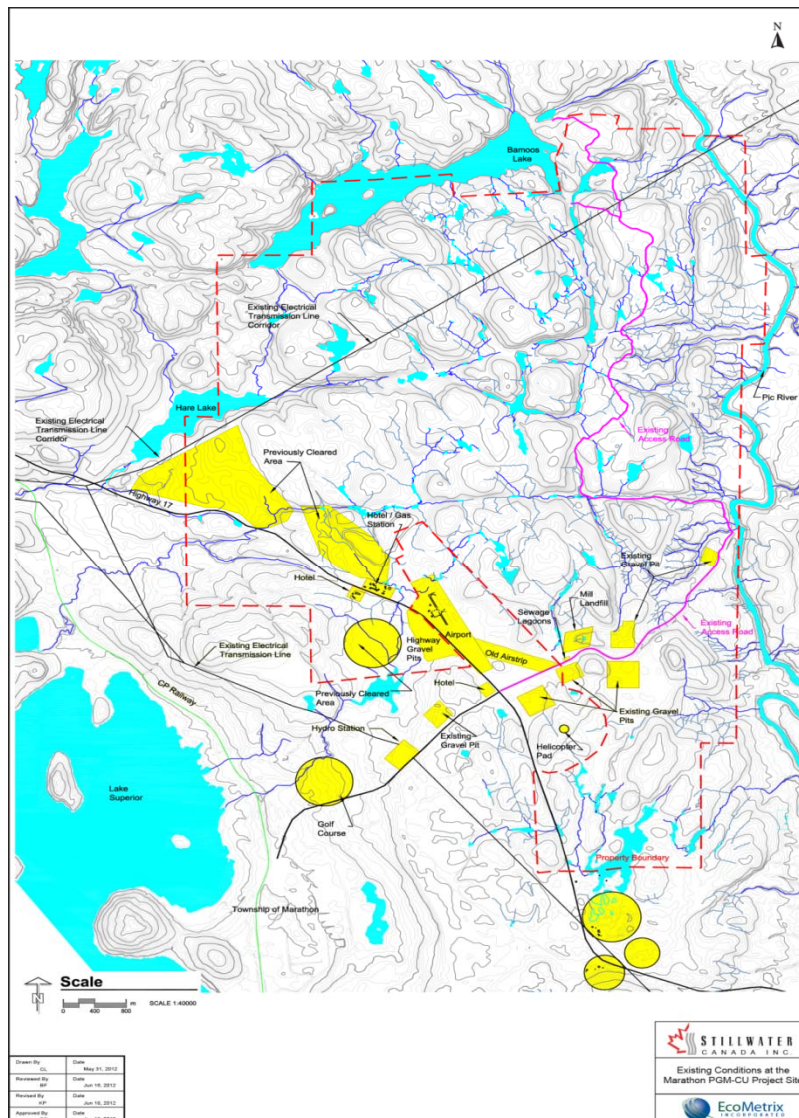 N
Bamoos
Lake
Existing Electrical
Transmission Line
Corridor
Pic River
Hare Lake
Existing Electrical
Transmission Line
Corridor
Existing
Access Road
Previously Cleared
Area
Highway 17
Hotel / Gas
Station
Existing
Gravel Pit
Hotel
Mill
Landfill
Sewage
Lagoons
Existing
Access Road
Airport
Highway
Gravel
Pits
Old Airstrip
Existing Electrical
Transmission Line
CP Railway
Previously Cleared
Area
Hotel
Existing Gravel
Pits
Hydro Station
Existing
Gravel Pit
Helicopter
Pad
Lake
Superior
Golf
Course
Property Boundary
Township of Marathon
N
Scale
0 400 800 m SCALE 1:40000
Drawn By Date
CL May 31, 2012
Reviewed By Date
BF Jun 18, 2012
Revised By Date
KP Jun 18, 2012
Approved By Date
STILLWATER
CANADA INC.
Existing Conditions at the
Marathon PGM-CU Project Site
EcoMetrix
INCORPORATED